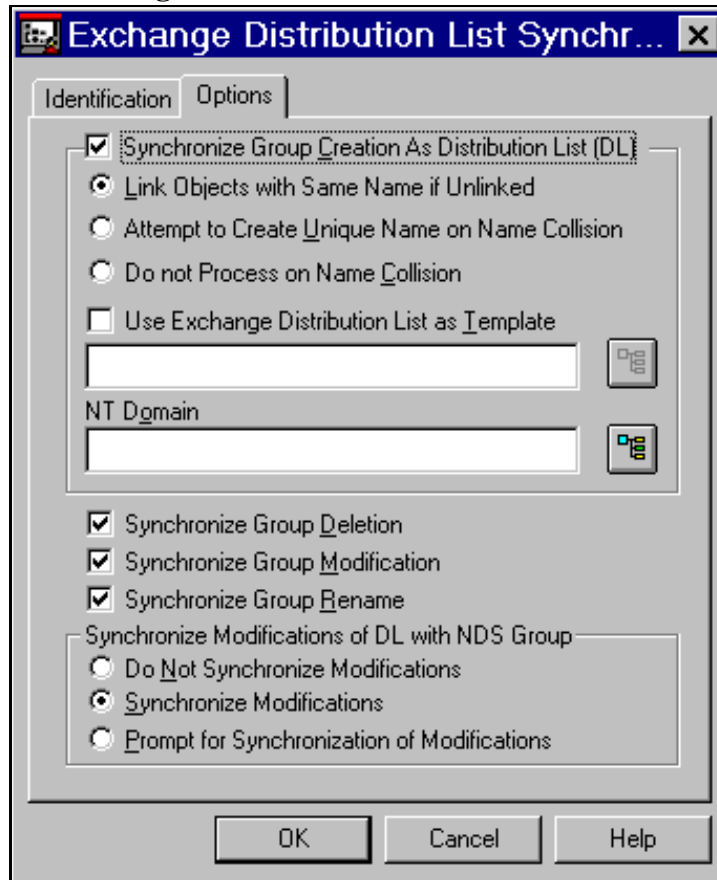 Exchange Distribution List Synchr...
Identification
Options
Synchronize Group Creation As Distribution List (DL)
Link Objects with Same Name if Unlinked
Attempt to Create Unique Name on Name Collision
Do not Process on Name Collision
Use Exchange Distribution List as Template
NT Domain
Synchronize Group Deletion
Synchronize Group Modification
Synchronize Group Rename
Synchronize Modifications of DL with NDS Group
Do Not Synchronize Modifications
Synchronize Modifications
Prompt for Synchronization of Modifications
OK
Cancel
Help